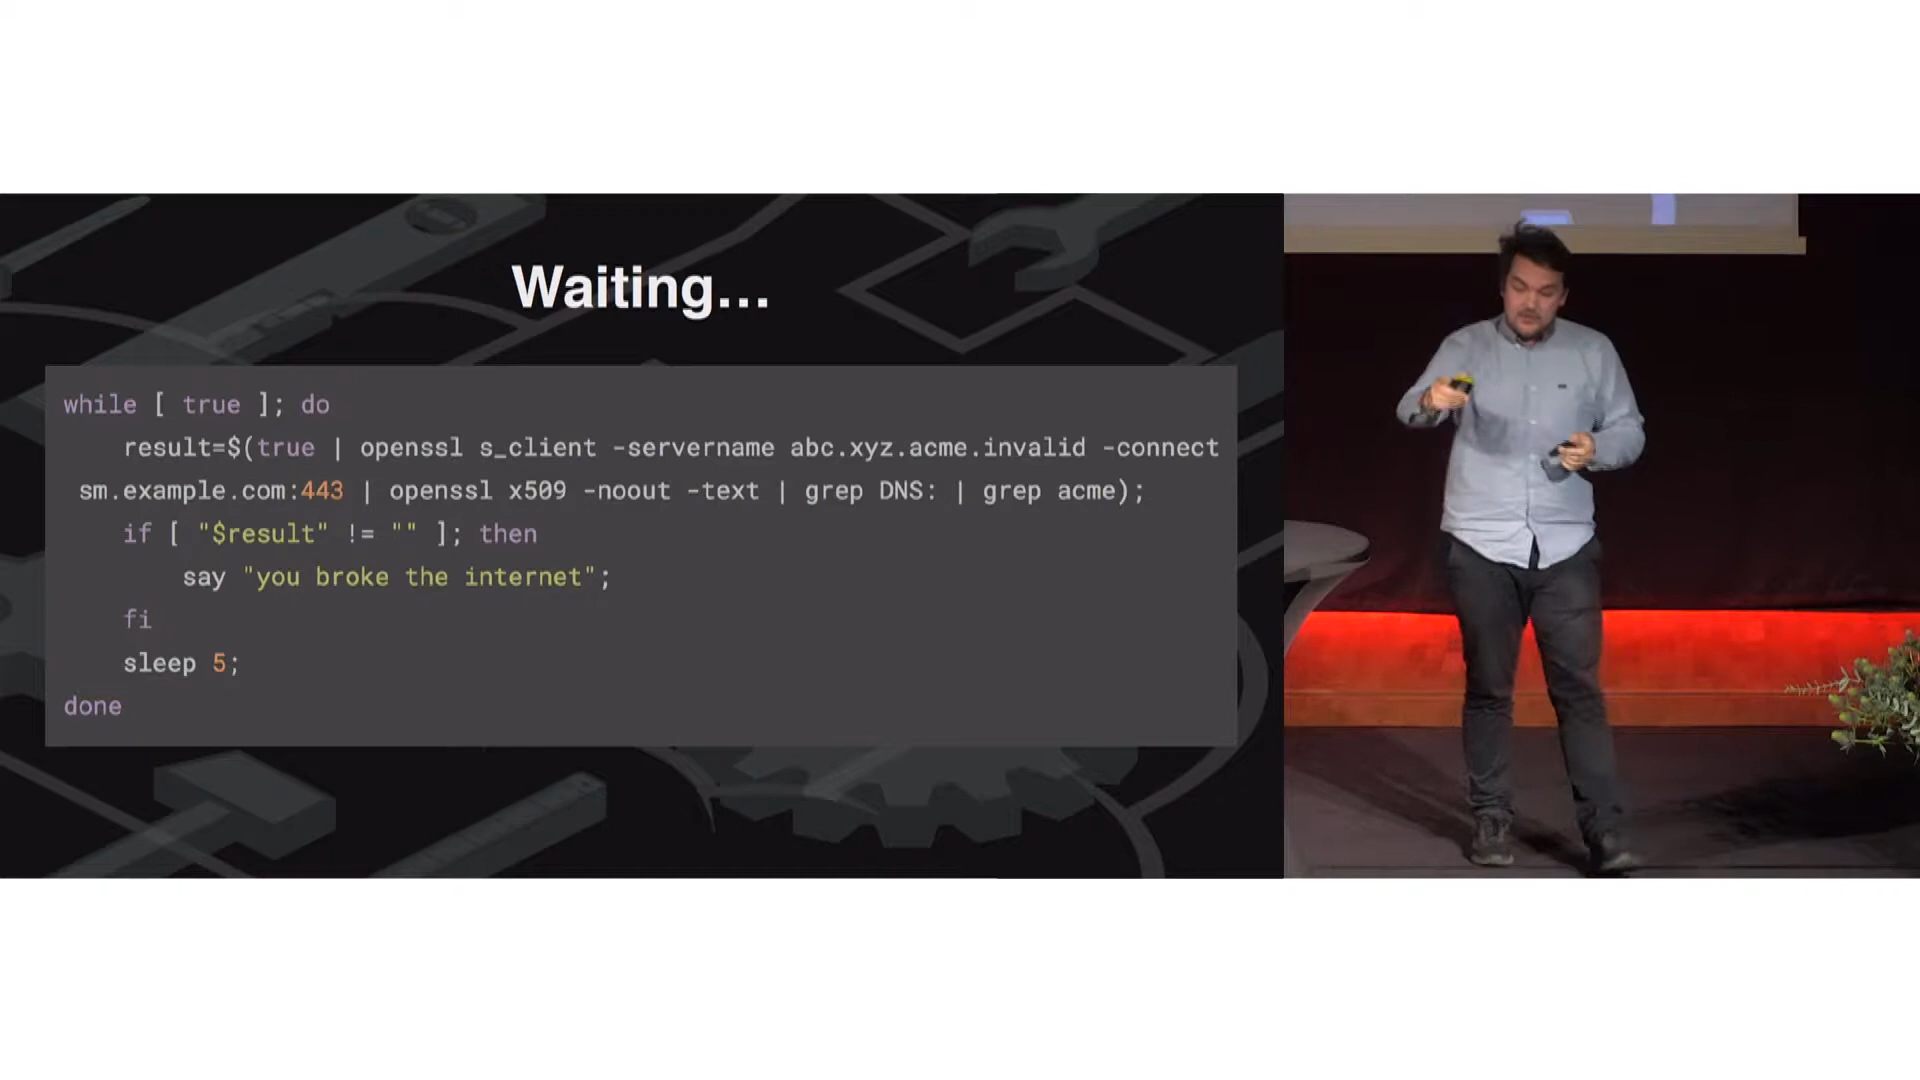 Waiting...
while [ true ]; do
result=$(true | openssl s_client -servername abc.xyz.acme.invalid -connect
sm.example.com:443 | openssl x509 -noout -text | grep DNS: | grep acme);
if [ "$result" != "" ]; then
say "you broke the internet";
fi
sleep 5;
done